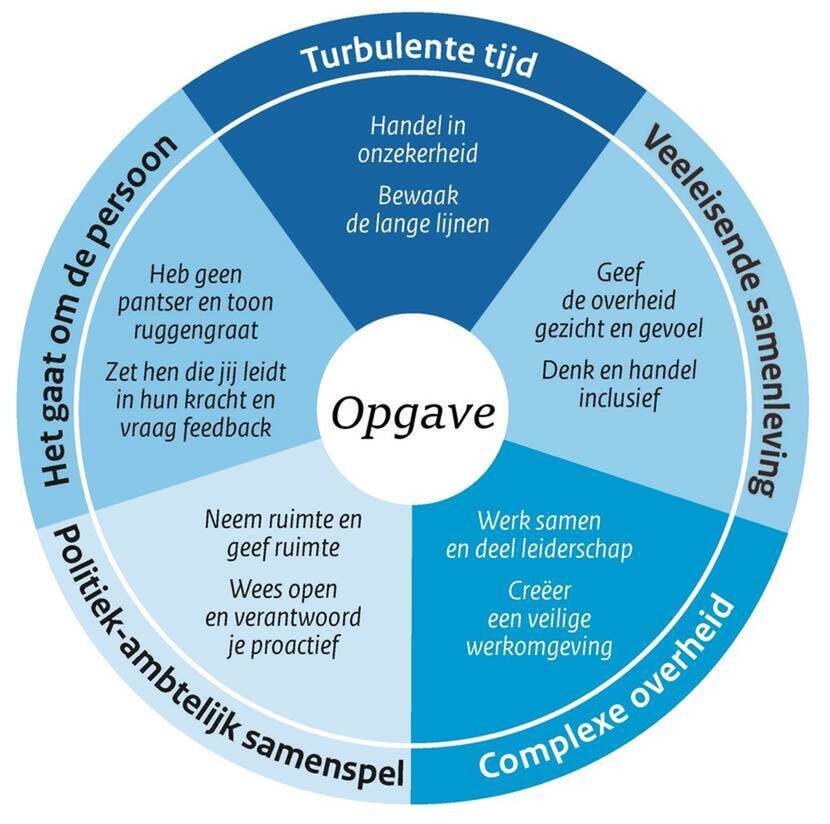 Turbulente tijd
Handel in
onzekerheid
Bewaak
de lange lijnen
Veeleisende samenleving
Geef
de overheid
gezicht en gevoel
Denk en handel
inclusief
Complexe overheid
Werk samen
en deel leiderschap
Creëer
een veilige
werkomgeving
Politiek-ambtelijk samenspel
Neem ruimte en
geef ruimte
Wees open
en verantwoord
je proactief
Het gaat om de persoon
Heb geen
pantser en toon
ruggengraat
Zet hen die jij leidt
in hun kracht en
vraag feedback
Opgave